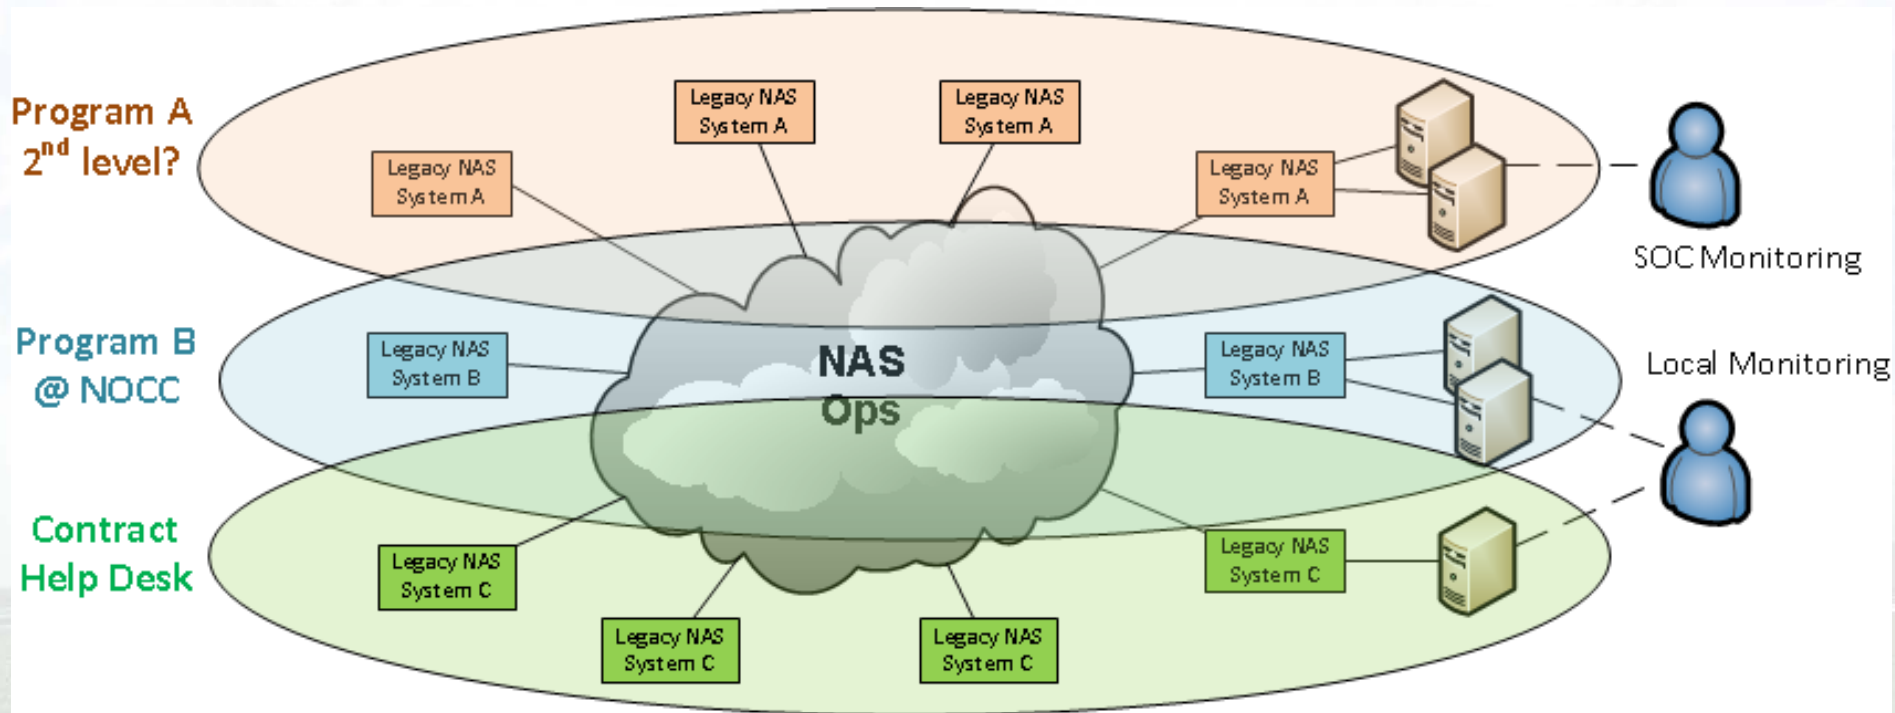 Program A
2nd level?
Legacy NAS
System A
Legacy NAS
System A
Legacy NAS
System A
Legacy NAS
System A
SOC Monitoring
Program B
@ NOCC
Legacy NAS
System B
NAS
Ops
Legacy NAS
System B
Local Monitoring
Contract
Help Desk
Legacy NAS
System C
Legacy NAS
System C
Legacy NAS
System C
Legacy NAS
System C